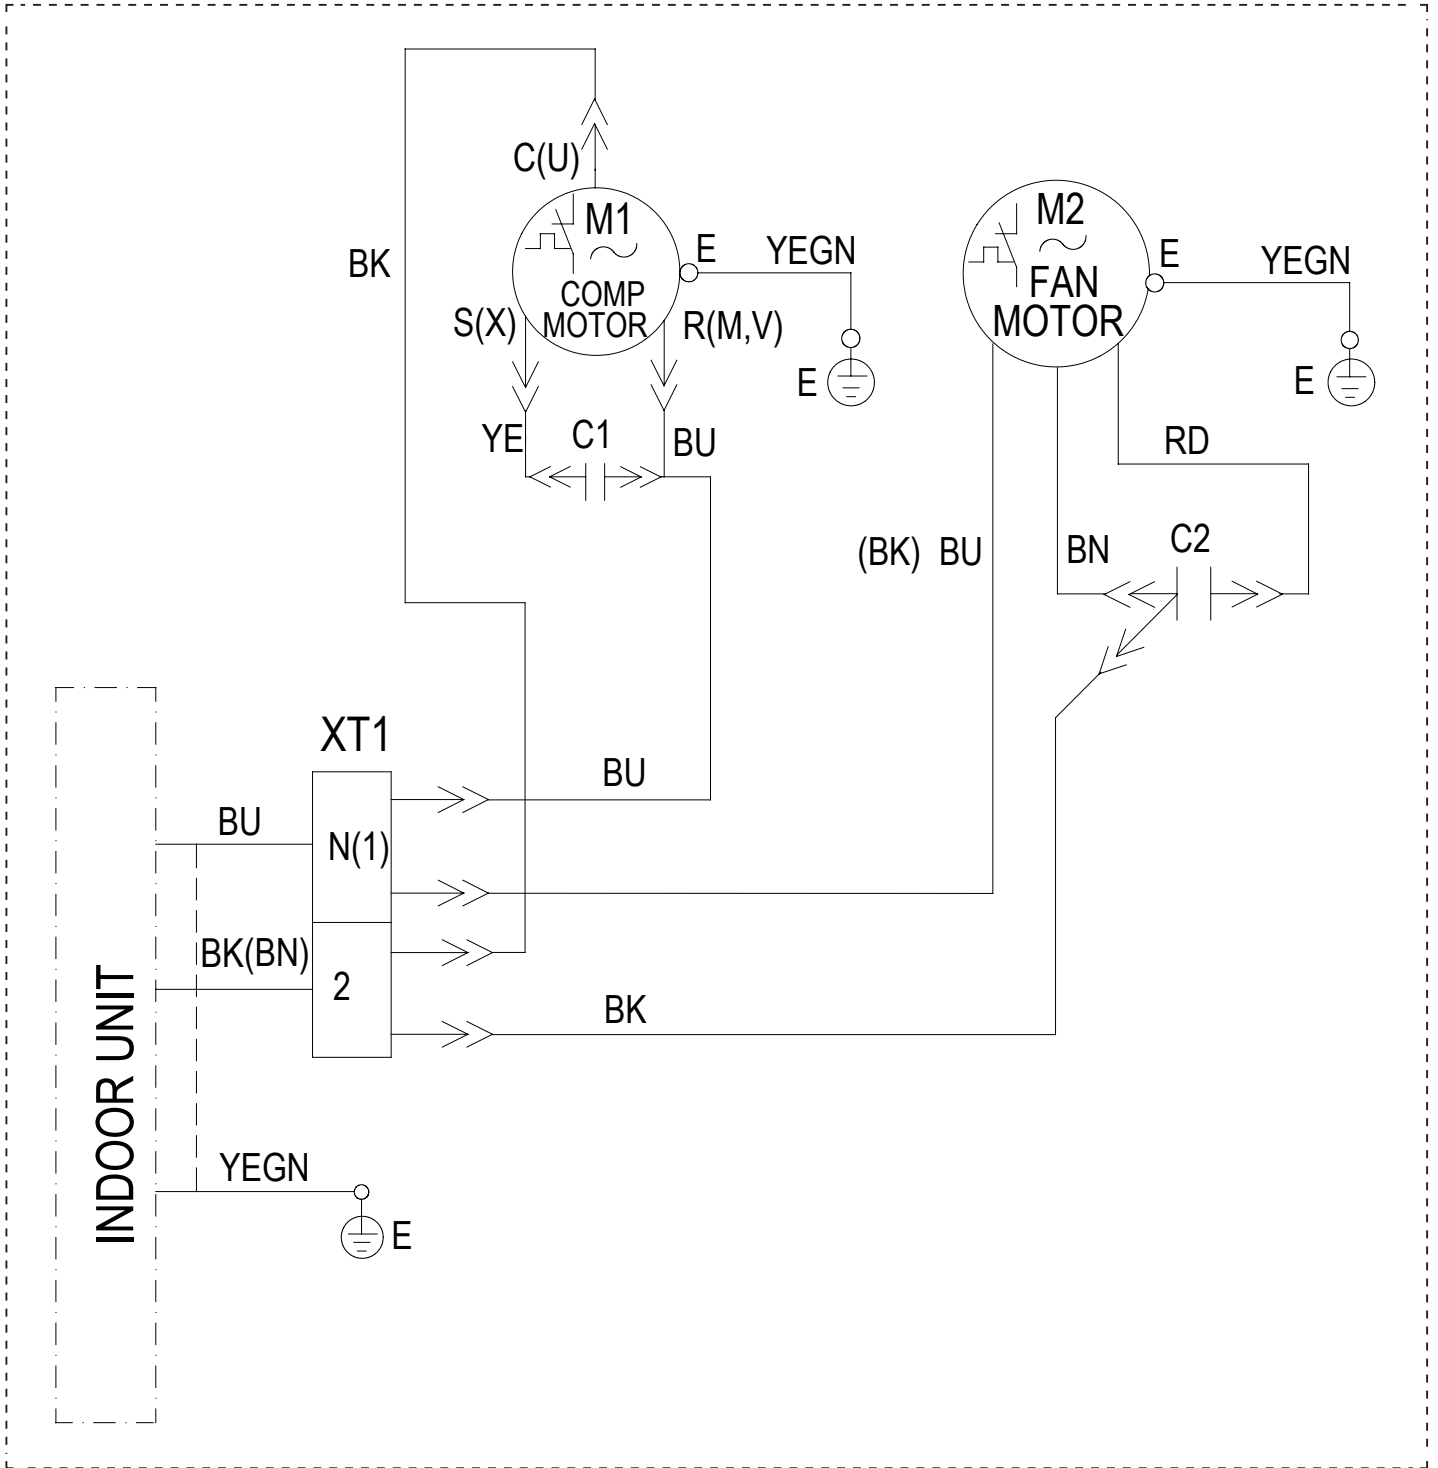 C(U)
M1
COMP
MOTOR
E
YEGN
E
BK
S(X)
R(M,V)
YE
C1
BU
M2
FAN
MOTOR
E
YEGN
E
RD
(BK) BU
BN
C2
XT1
BU
BU
N(1)
BK(BN)
2
BK
INDOOR UNIT
YEGN
E